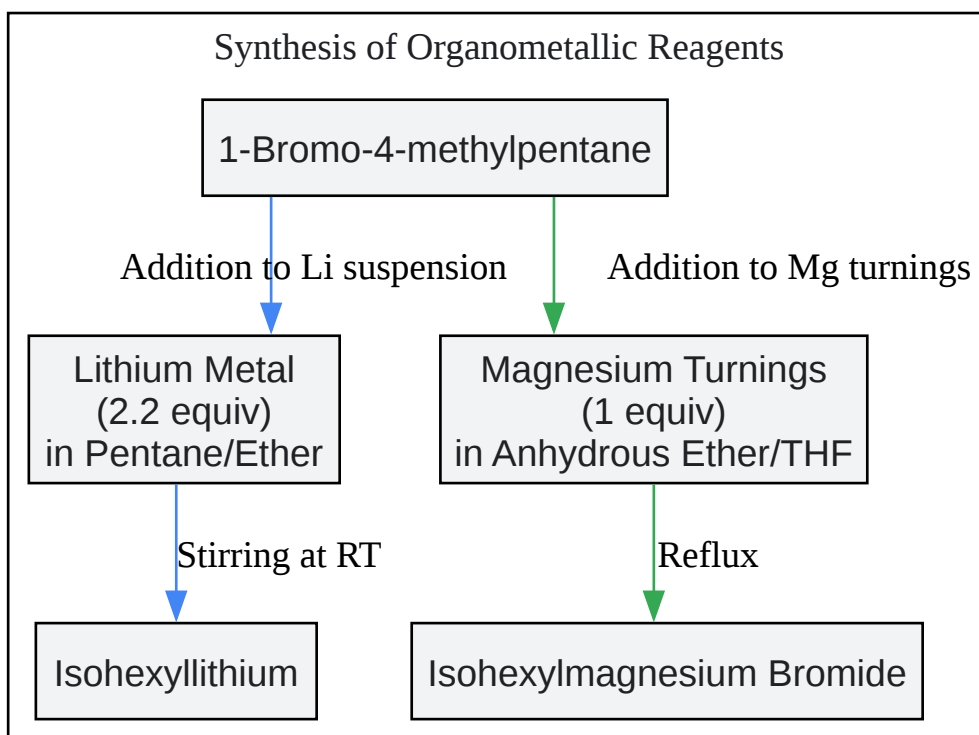 Synthesis of Organometallic Reagents
1-Bromo-4-methylpentane
Addition to Li suspension
Addition to Mg turnings
Lithium Metal
(2.2 equiv)
in Pentane/Ether
Magnesium Turnings
(1 equiv)
in Anhydrous Ether/THF
Stirring at RT
Reflux
Isohexyllithium
Isohexylmagnesium Bromide